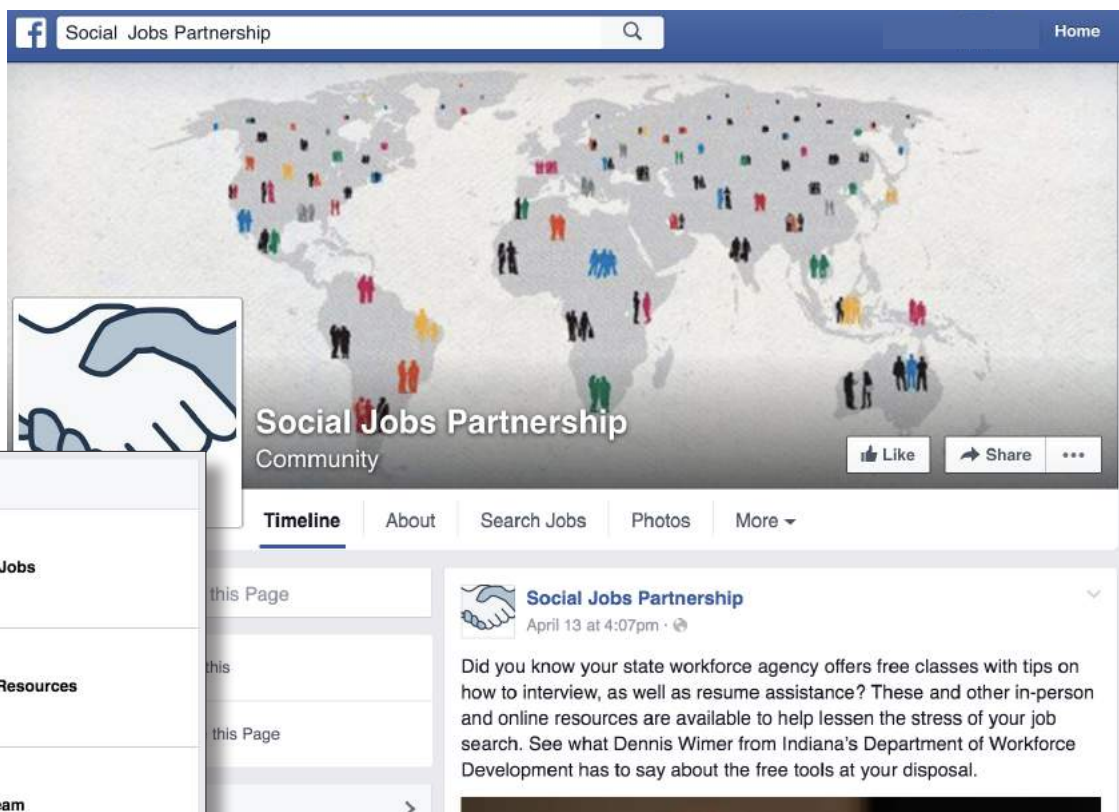 Social Jobs Partnership
Home
Social Jobs Partnership
Community
Like
Share
Timeline
About
Search Jobs
Photos
More
Jobs
Resources
this Page
this
this Page
Social Jobs Partnership
April 13 at 4:07pm ·
Did you know your state workforce agency offers free classes with tips on
how to interview, as well as resume assistance? These and other in-person
and online resources are available to help lessen the stress of your job
search. See what Dennis Wimer from Indiana's Department of Workforce
Development has to say about the free tools at your disposal.